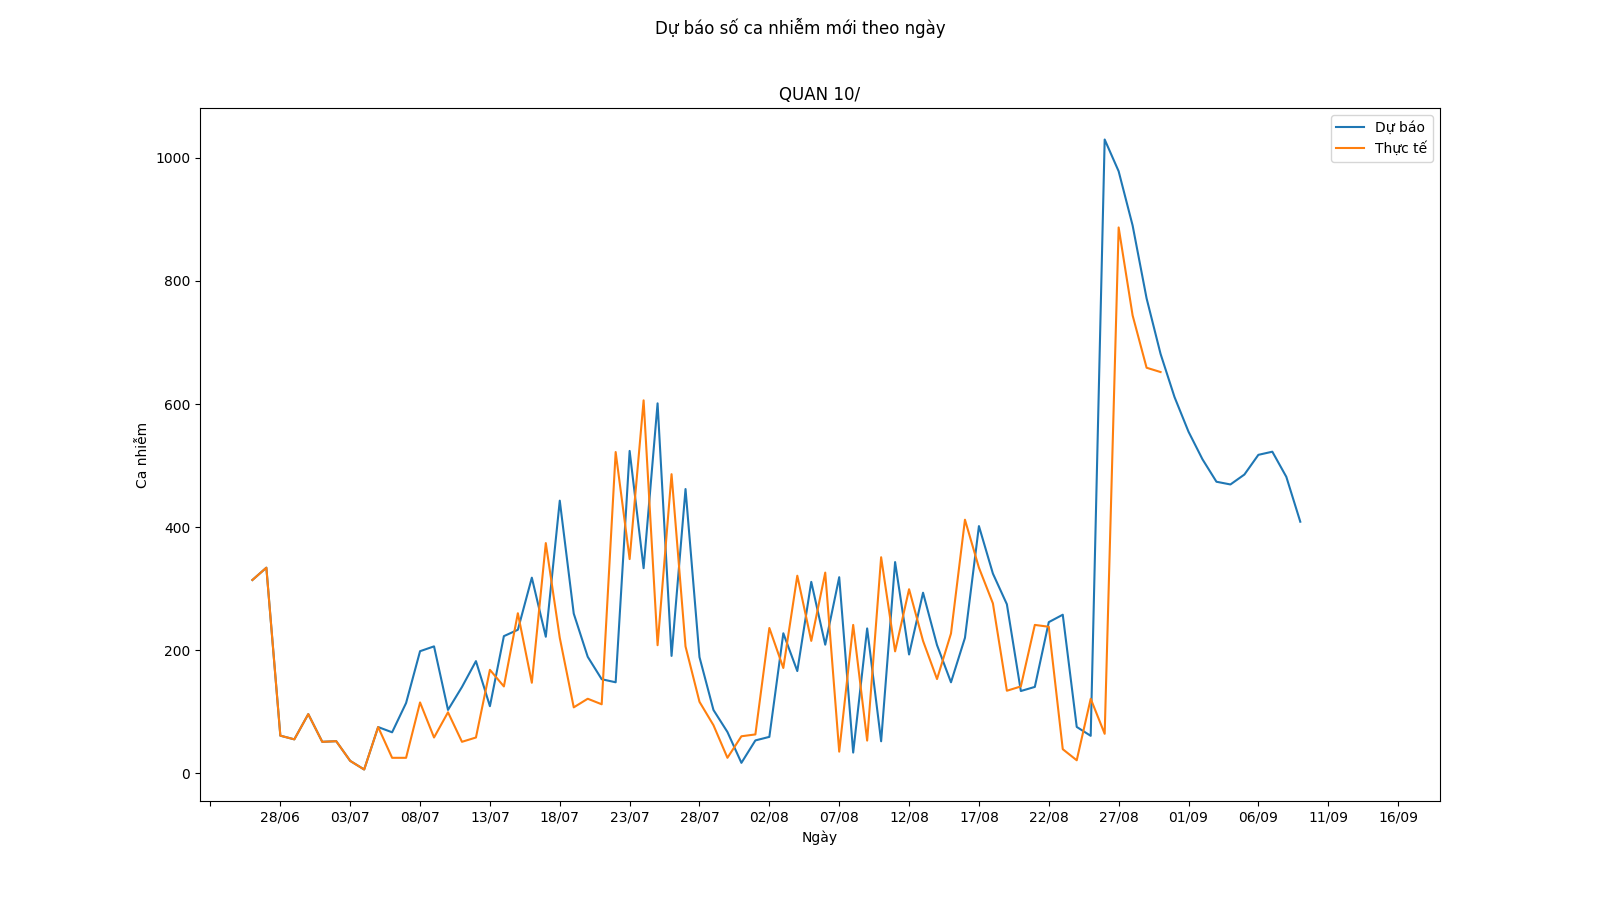 Dự báo số ca nhiễm mới theo ngày
QUAN 10/
Dự báo
Thực tế
1000
800
600
400
200
0
Ca nhiễm
28/06 03/07 08/07 13/07 18/07 23/07 28/07 02/08 07/08 12/08 17/08 22/08 27/08 01/09 06/09 11/09 16/09
Ngày